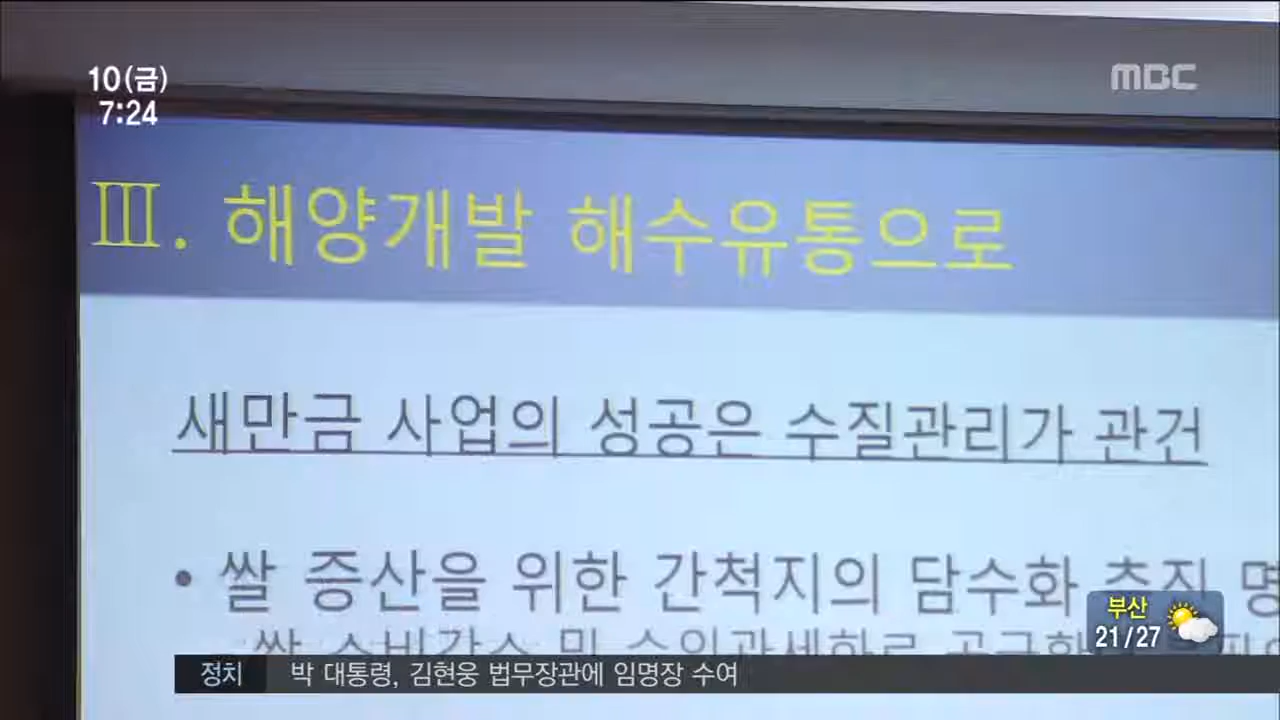 10(금)
7:24
MBC
Ⅲ. 해양개발 해수유통으로
새만금 사업의 성공은 수질관리가 관건
• 쌀 증산을 위한 간척지의 담수화
부산
21/27
정치 박 대통령, 김현웅 법무장관에 임명장 수여